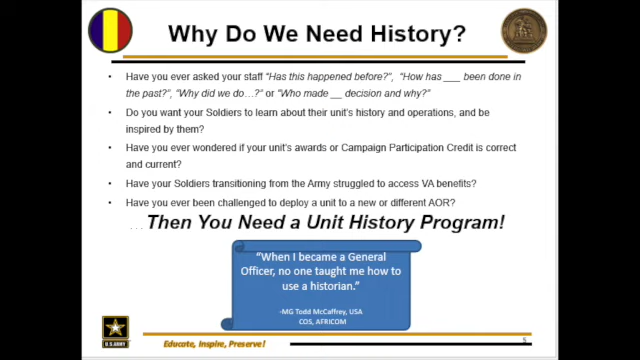 Why Do We Need History?
• Have you ever asked your staff "Has this happened before?", "How has ___ been done in
the past?", "Why did we do…?" or "Who made __ decision and why?"
• Do you want your Soldiers to learn about their unit's history and operations, and be
inspired by them?
• Have you ever wondered if your unit's awards or Campaign Participation Credit is correct
and current?
• Have your Soldiers transitioning from the Army struggled to access VA benefits?
• Have you ever been challenged to deploy a unit to a new or different AOR?
… Then You Need a Unit History Program!
"When I became a General
Officer, no one taught me how to
use a historian."
-MG Todd McCaffrey, USA
COS, AFRICOM
U.S.ARMY
Educate, Inspire, Preserve!
5